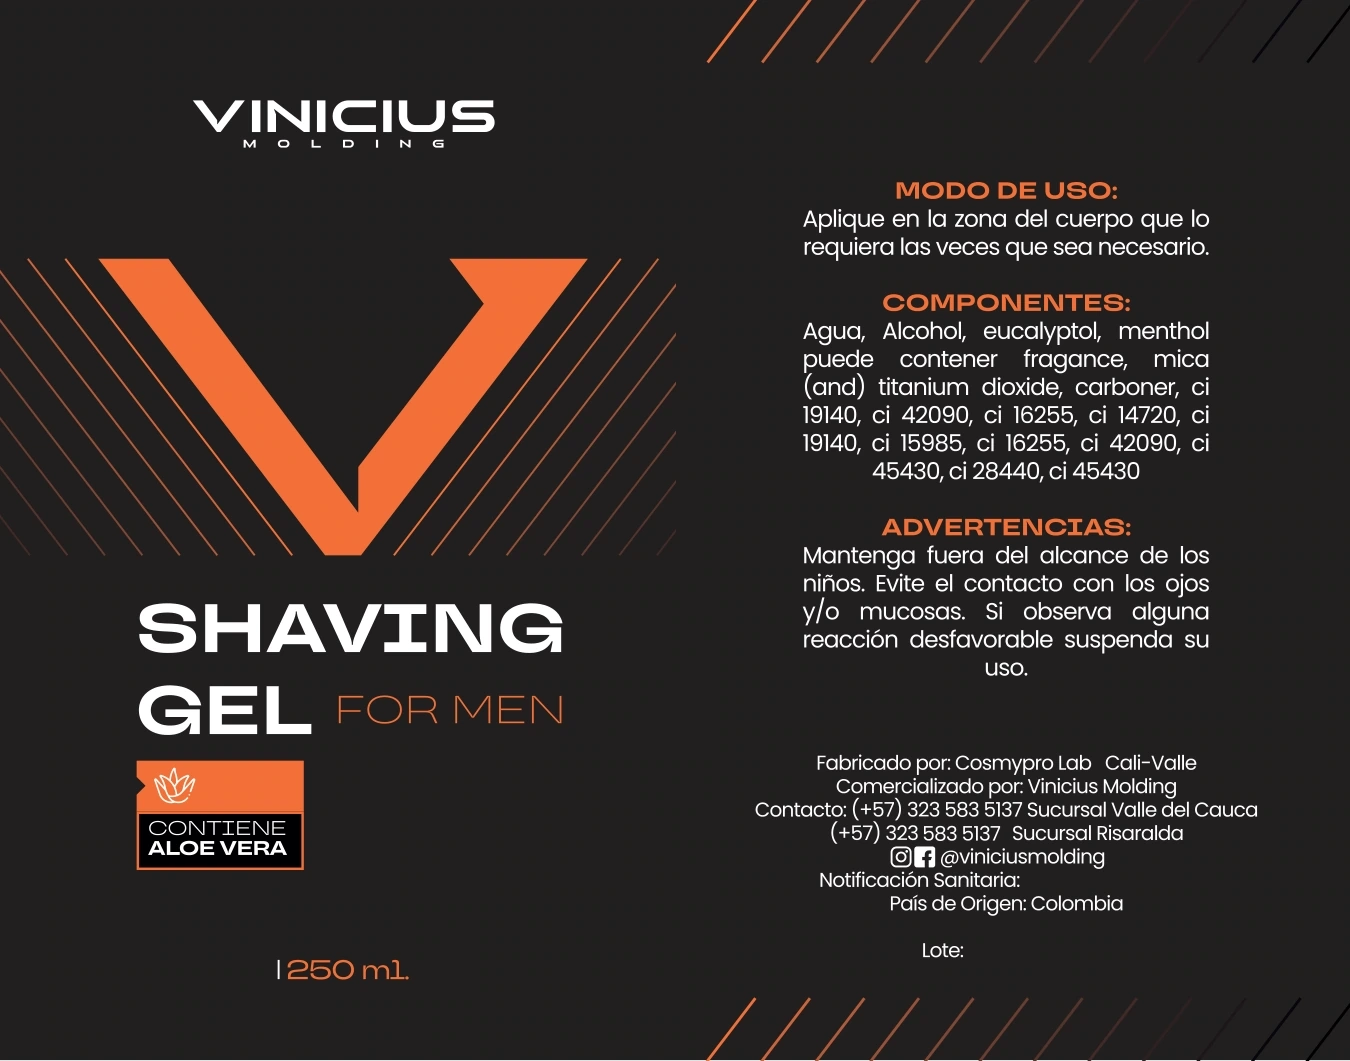 VINICIUS
MOLDING
SHAVING
GEL FOR MEN
CONTIENE
ALOE VERA
250 ml.
MODO DE USO:
Aplique en la zona del cuerpo que lo
requiera las veces que sea necesario.
COMPONENTES:
Agua, Alcohol, eucalyptol, menthol
puede contener fragance, mica
(and) titanium dioxide, carboner, ci
19140, ci 42090, ci 16255, ci 14720, ci
19140, ci 15985, ci 16255, ci 42090, ci
45430, ci 28440, ci 45430
ADVERTENCIAS:
Mantenga fuera del alcance de los
niños. Evite el contacto con los ojos
y/o mucosas. Si observa alguna
reacción desfavorable suspenda su
uso.
Fabricado por: Cosmypro Lab Cali-Valle
Comercializado por: Vinicius Molding
Contacto: (+57) 323 583 5137 Sucursal Valle del Cauca
(+57) 323 583 5137 Sucursal Risaralda
@viniciusmolding
Notificación Sanitaria:
País de Origen: Colombia
Lote: